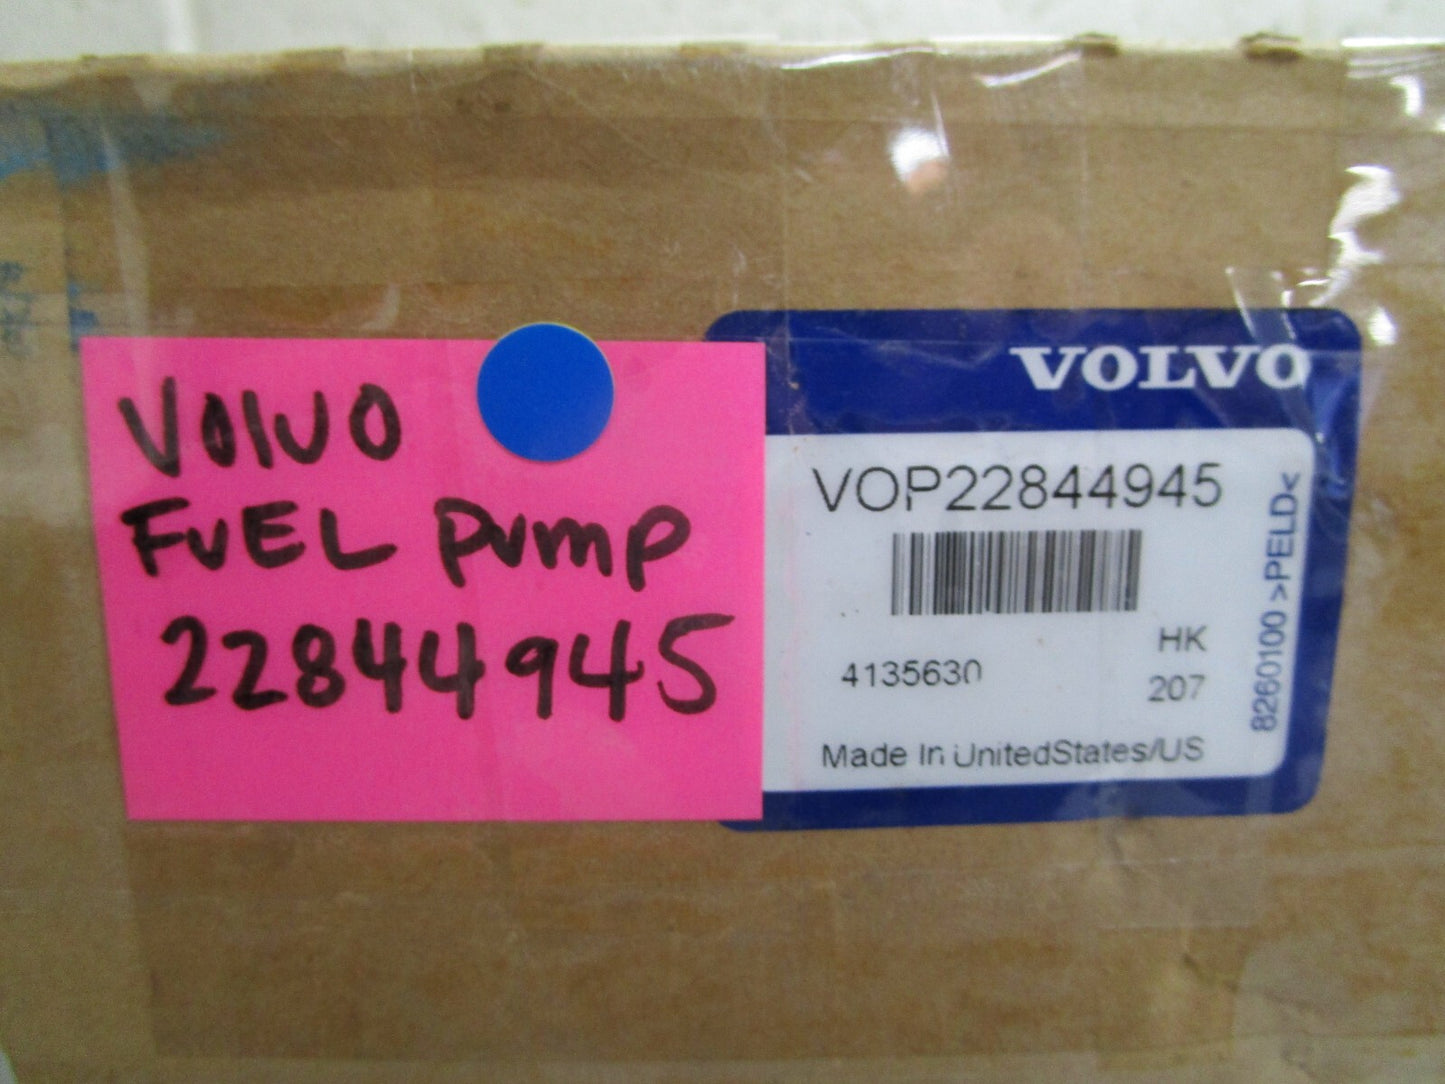 VOLVO
FUEL PUMP
22844945
VOLVO
VOP22844945
HK
4135630
207
Made In UnitedStates/US
8260100 >PELD<